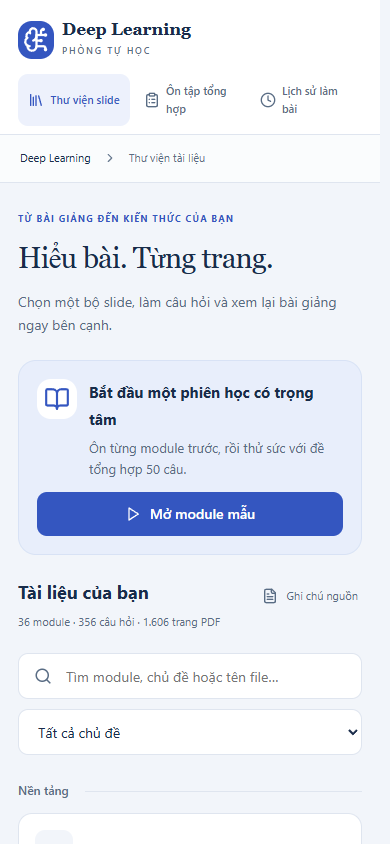 Deep Learning
PHÒNG TỰ HỌC
Thư viện slide
Ôn tập tổng
hợp
Lịch sử làm
bài
Deep Learning
Thư viện tài liệu
TỪ BÀI GIẢNG ĐẾN KIẾN THỨC CỦA BẠN
Hiểu bài. Từng trang.
Chọn một bộ slide, làm câu hỏi và xem lại bài giảng
ngay bên cạnh.
Bắt đầu một phiên học có trọng
tâm
Ôn từng module trước, rồi thử sức với đề
tổng hợp 50 câu.
Mở module mẫu
Tài liệu của bạn
Ghi chú nguồn
36 module · 356 câu hỏi · 1.606 trang PDF
Tìm module, chủ đề hoặc tên file...
Tất cả chủ đề
Nền tảng